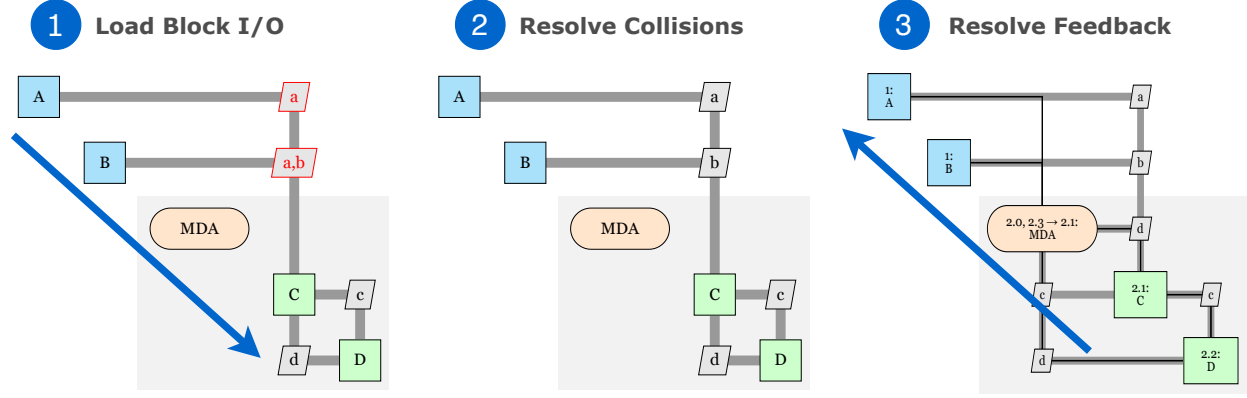 1 Load Block I/O
A
a
B
a,b
MDA
C
c
d
D
2 Resolve Collisions
A
a
B
b
MDA
C
c
d
D
3 Resolve Feedback
1:
A
a
1:
B
b
2.0, 2.3 → 2.1:
MDA
d
c
2.1:
C
c
d
2.2:
D